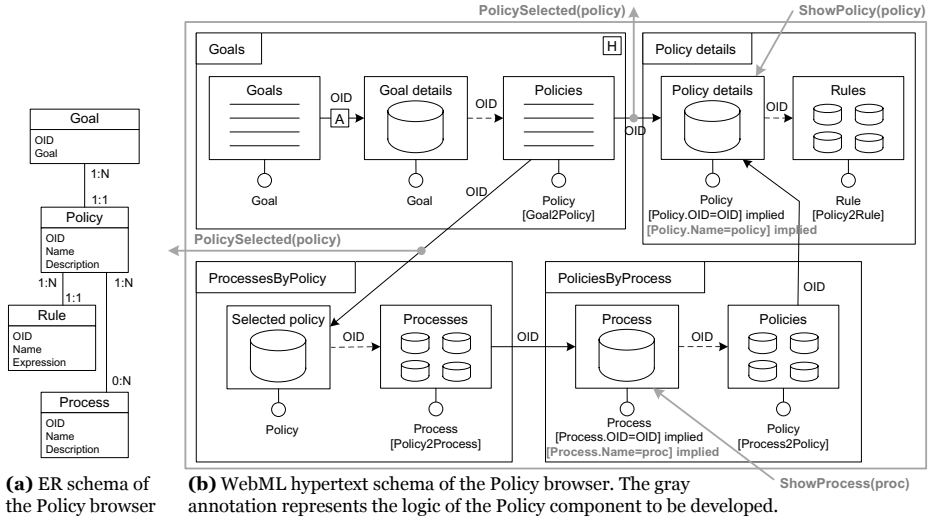 PolicySelected(policy)
ShowPolicy(policy)
Goals
H
Policy details
Goals
OID
A
Goal details
OID
Policies
OID
Policy details
OID
Rules
Goal
Goal
Policy
[Goal2Policy]
OID
Policy
[Policy.OID=OID] implied
[Policy.Name=policy] implied
Rule
[Policy2Rule]
PolicySelected(policy)
Goal
OID
Goal
1:N
1:1
Policy
OID
Name
Description
1:N
1:N
1:1
Rule
OID
Name
Expression
0:N
Process
OID
Name
Description
ProcessesByPolicy
PoliciesByProcess
OID
Selected policy
OID
Processes
OID
Process
OID
Policies
Policy
Process
[Policy2Process]
Process
[Process.OID=OID] implied
[Process.Name=proc] implied
Policy
[Process2Policy]
ShowProcess(proc)
(a) ER schema of
the Policy browser
(b) WebML hypertext schema of the Policy browser. The gray
annotation represents the logic of the Policy component to be developed.